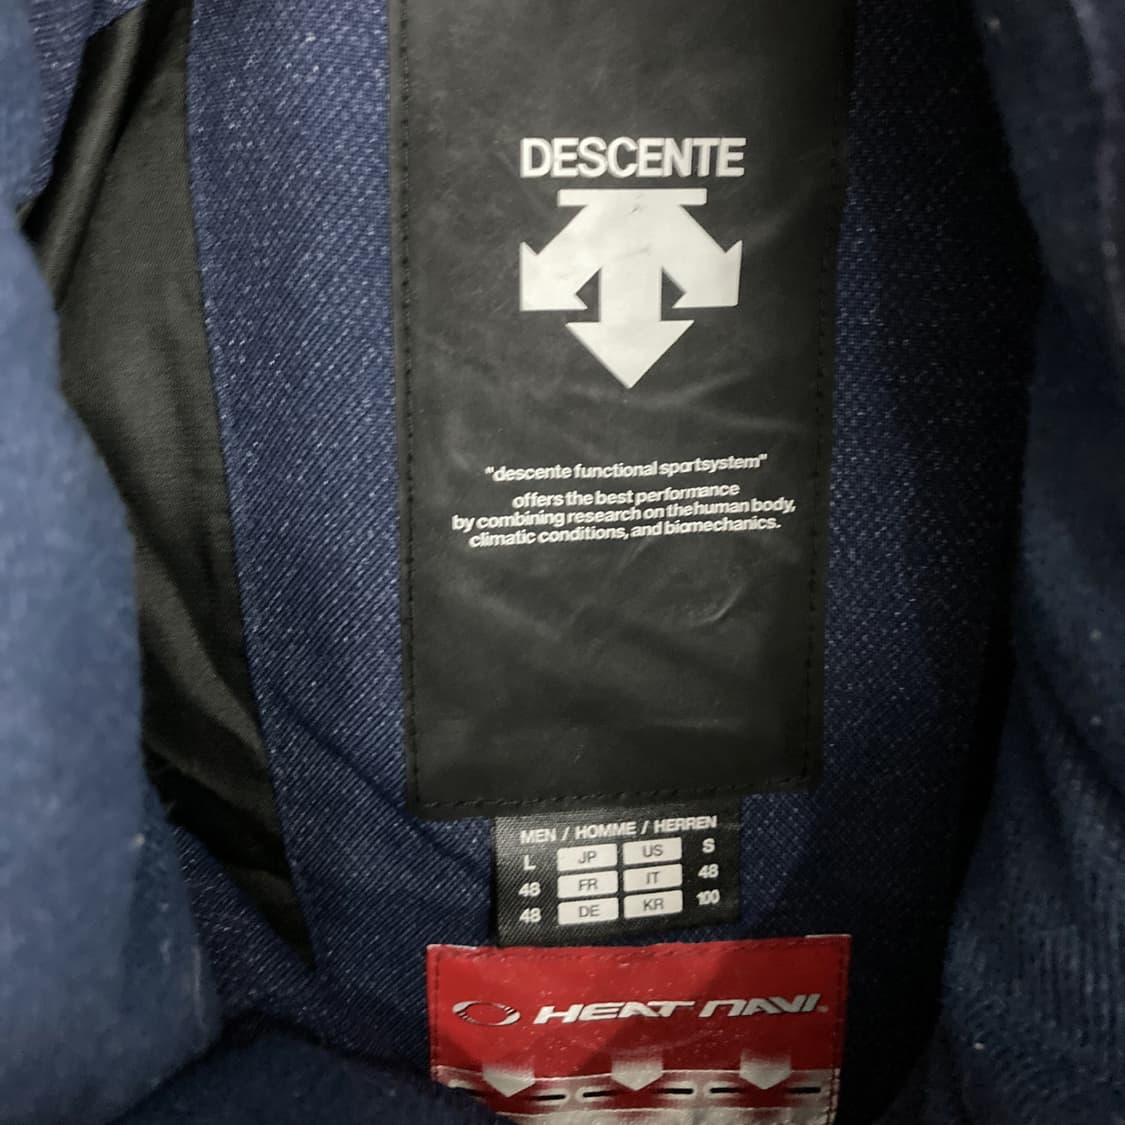 DESCENTE
"descente functional sportsystem"
offers the best performance
by combining research on the human body,
climatic conditions, and biomechanics.
MEN / HOMME / HERREN
L JP US S
48 FR IT 48
48 DE KR 100
HEAT NAVI